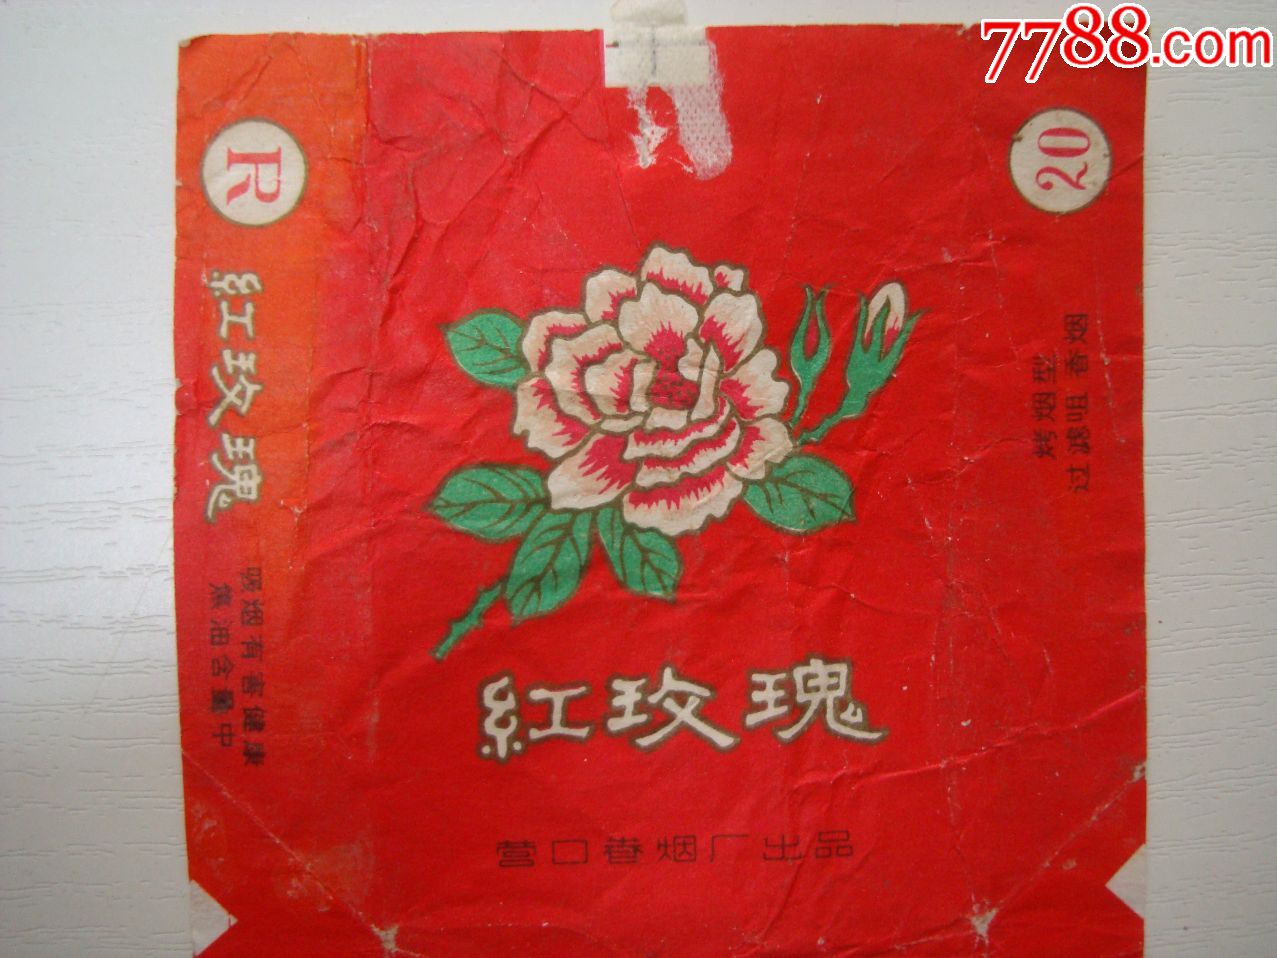 7788.com
R
紅玫瑰
吸烟有害健康
焦油含量中
紅玫瑰
营口香烟厂出品
20
烤烟型
过滤咀香烟